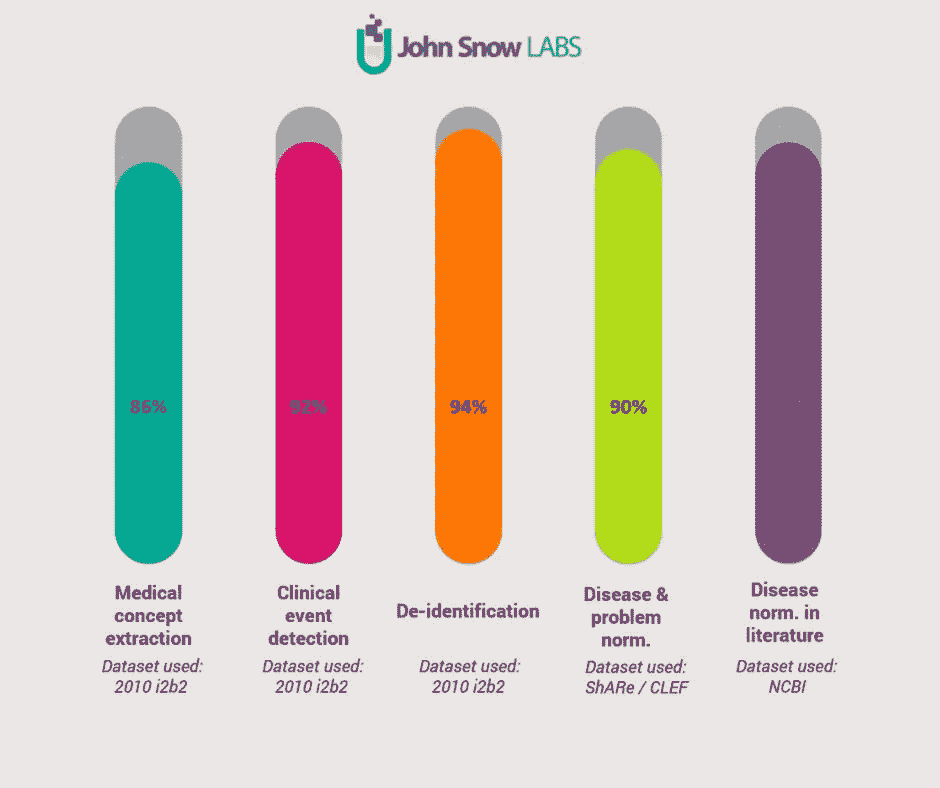 John Snow LABS
86%
92%
94%
90%
Medical
concept
extraction
Dataset used:
2010 i2b2
Clinical
event
detection
Dataset used:
2010 i2b2
De-identification
Dataset used:
2010 i2b2
Disease &
problem
norm.
Dataset used:
ShARe / CLEF
Disease
norm. in
literature
Dataset used:
NCBI